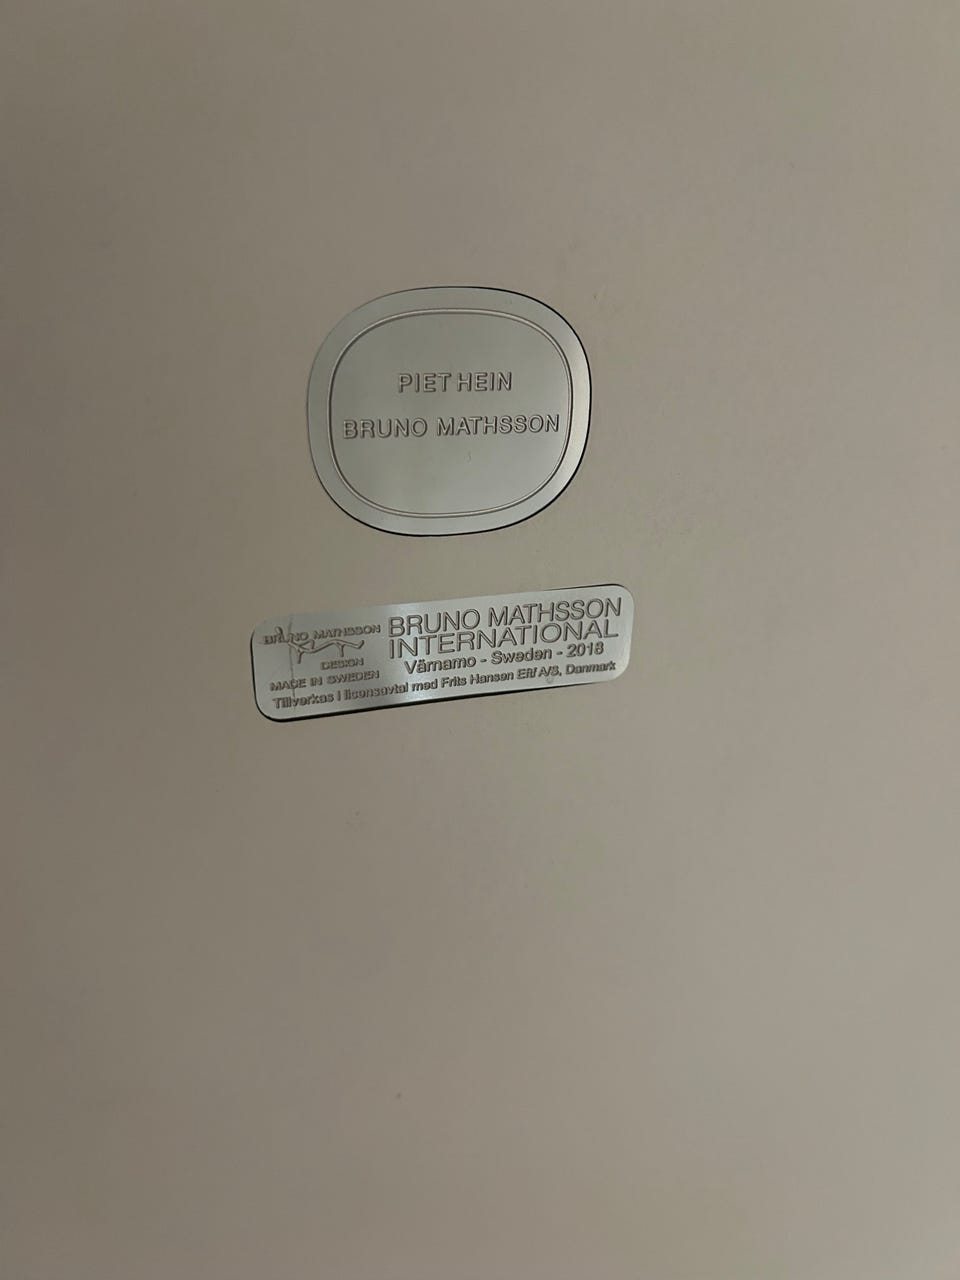 PIET HEIN
BRUNO MATHSSON
BRUNO MATHSSON
DESIGN
MADE IN SWEDEN
BRUNO MATHSSON
INTERNATIONAL
Värnamo - Sweden - 2018
Tillverkas i licensavtal med Frits Hansen Eft/ A/S, Danmark